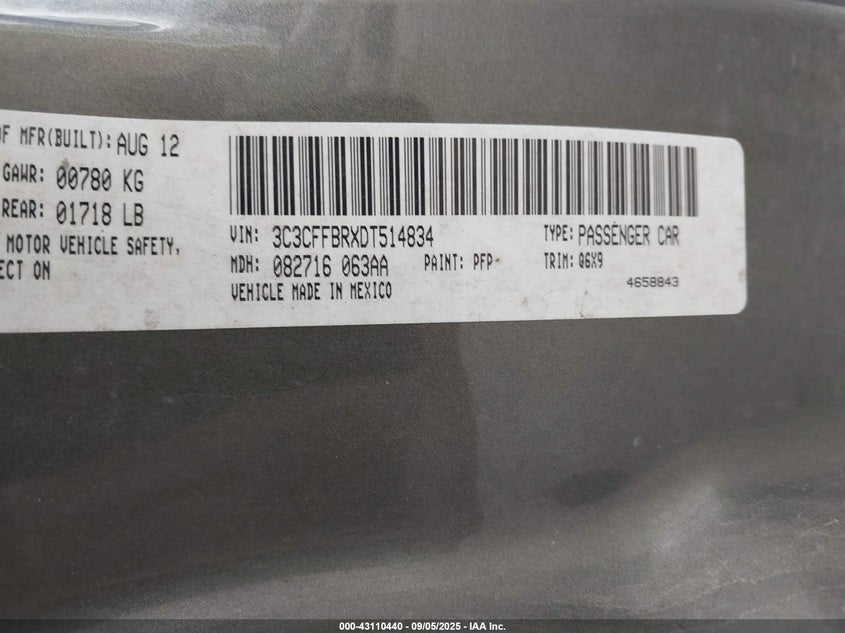 OF MFR(BUILT): AUG 12
GAWR: 00780 KG
REAR: 01718 LB
MOTOR VEHICLE SAFETY,
ECT ON
VIN: 3C3CFFBRXDT514834
TYPE: PASSENGER CAR
MDH: 082716 063AA
PAINT: PFP
TRIM: Q6X9
VEHICLE MADE IN MEXICO
4658843
000-43110440 - 09/05/2025 - IAA Inc.